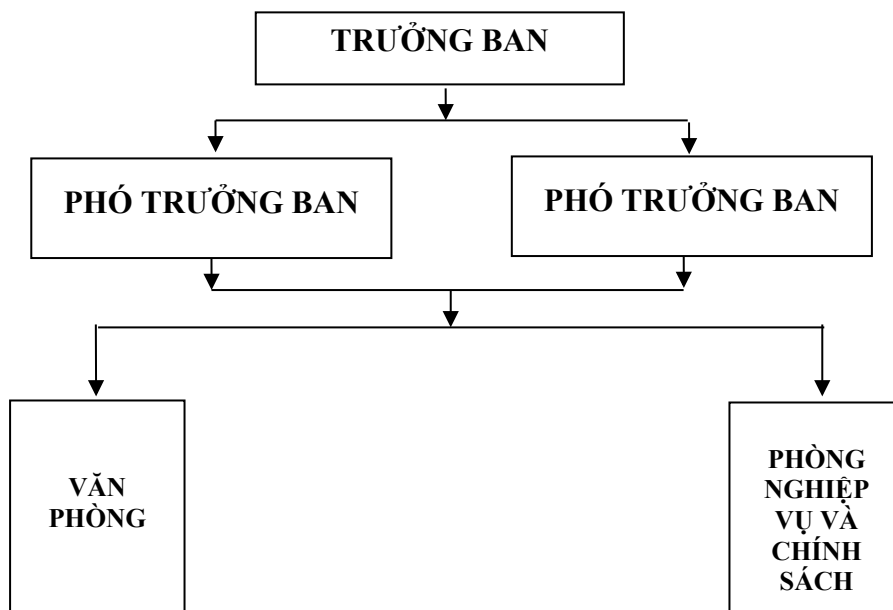 TRƯỞNG BAN
PHÓ TRƯỞNG BAN
PHÓ TRƯỞNG BAN
VĂN
PHÒNG
PHÒNG
NGHIỆP
VỤ VÀ
CHÍNH
SÁCH